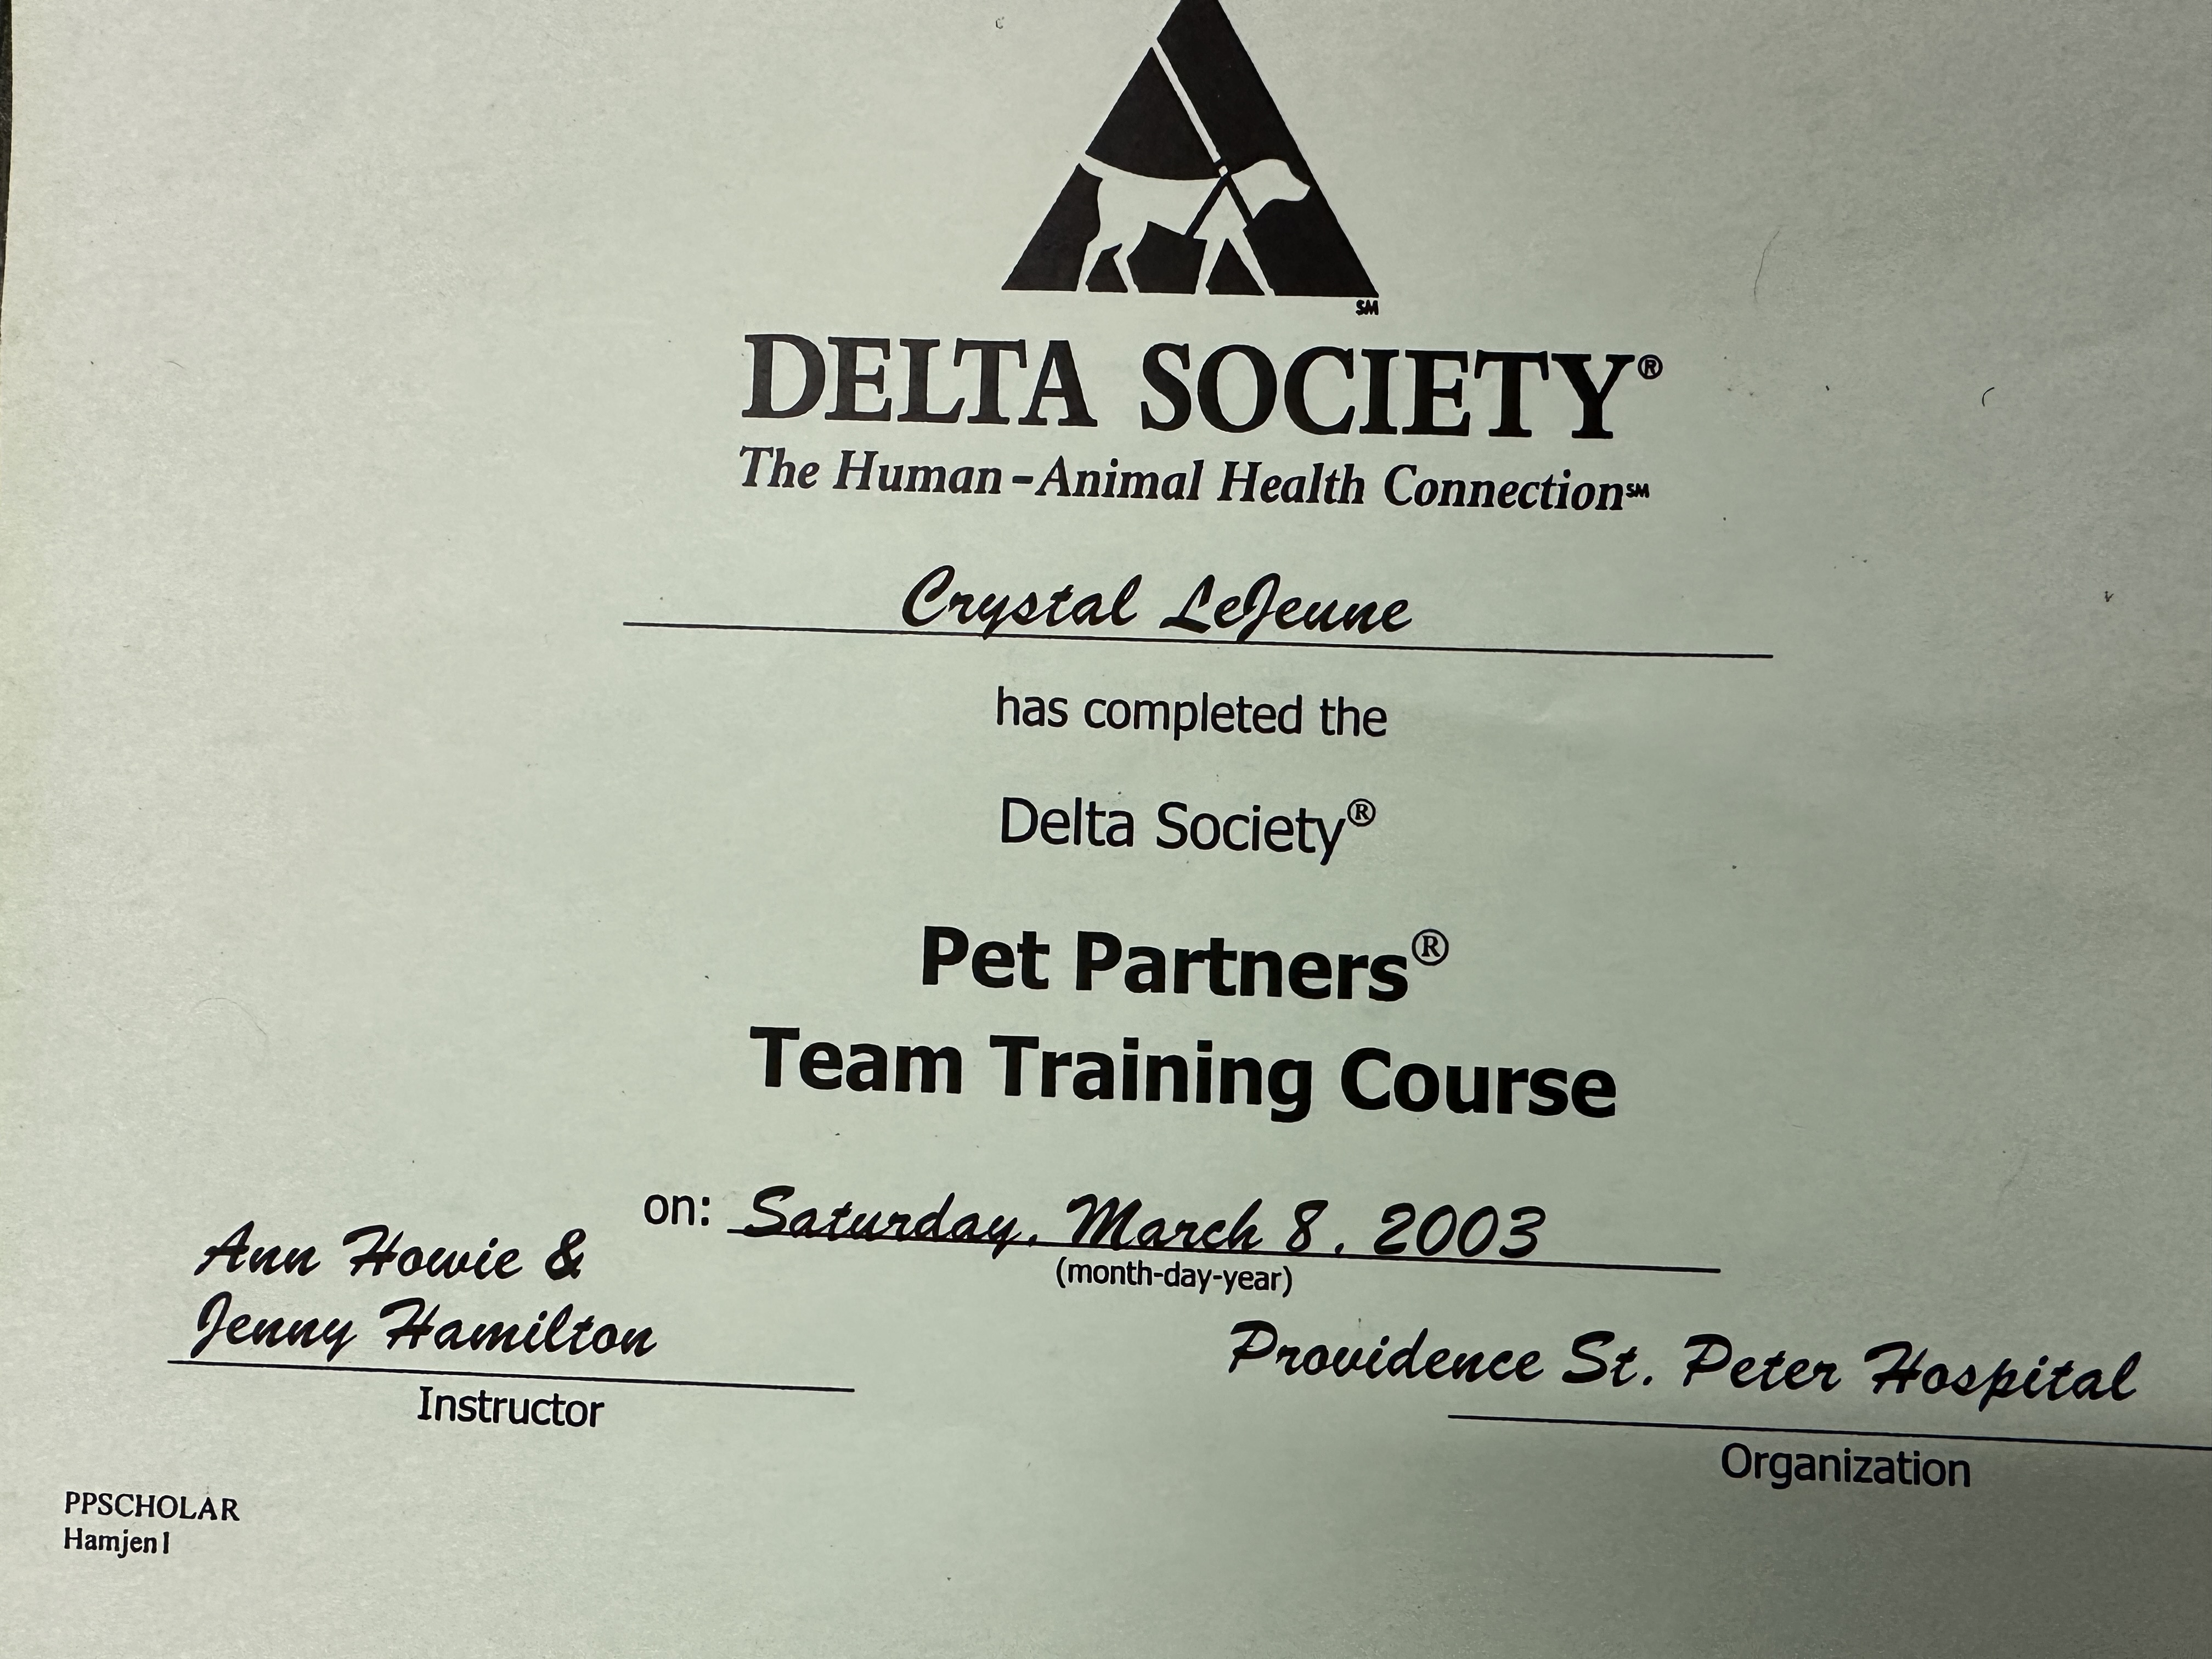 SM
DELTA SOCIETY®
The Human-Animal Health Connection℠
Crystal LeJeune
has completed the
Delta Society®
Pet Partners®
Team Training Course
on: Saturday, March 8, 2003
(month-day-year)
Ann Howie &
Jenny Hamilton
Instructor
Providence St. Peter Hospital
Organization
PPSCHOLAR
Hamjen1